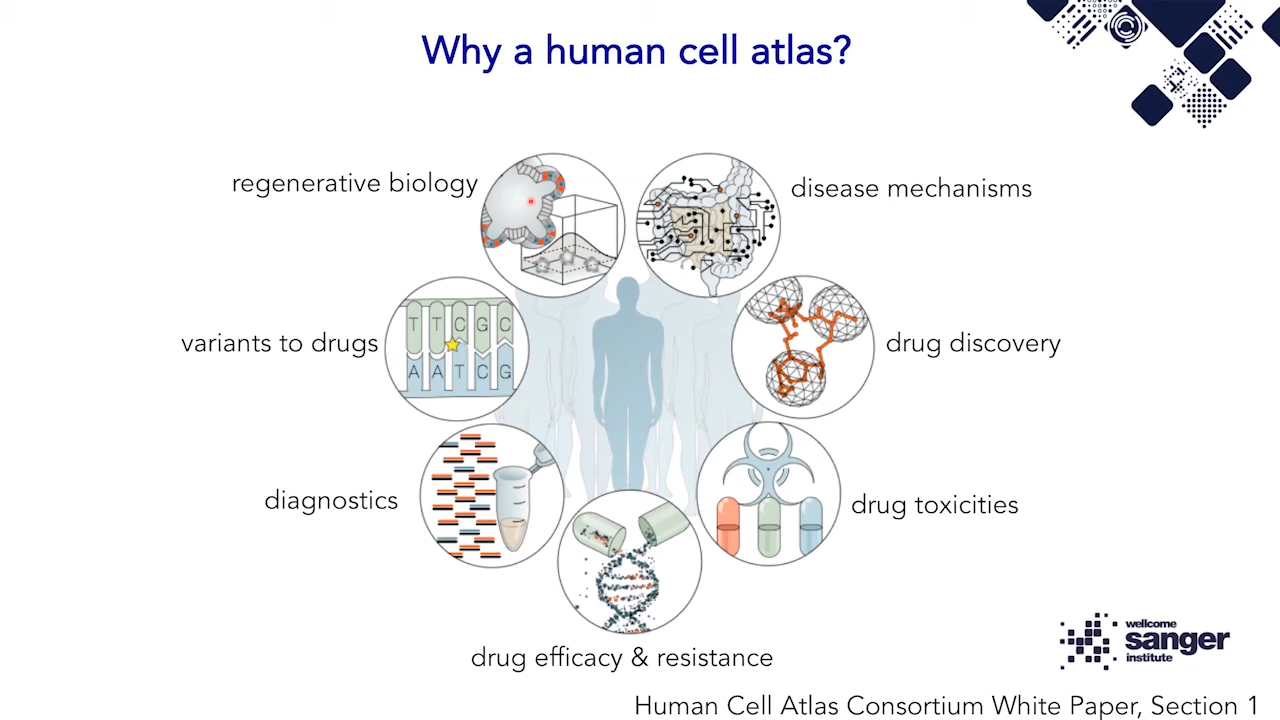 Why a human cell atlas?
regenerative biology
disease mechanisms
variants to drugs
T T C G C
A A T C G
drug discovery
diagnostics
drug toxicities
drug efficacy & resistance
wellcome
sanger
institute
Human Cell Atlas Consortium White Paper, Section 1